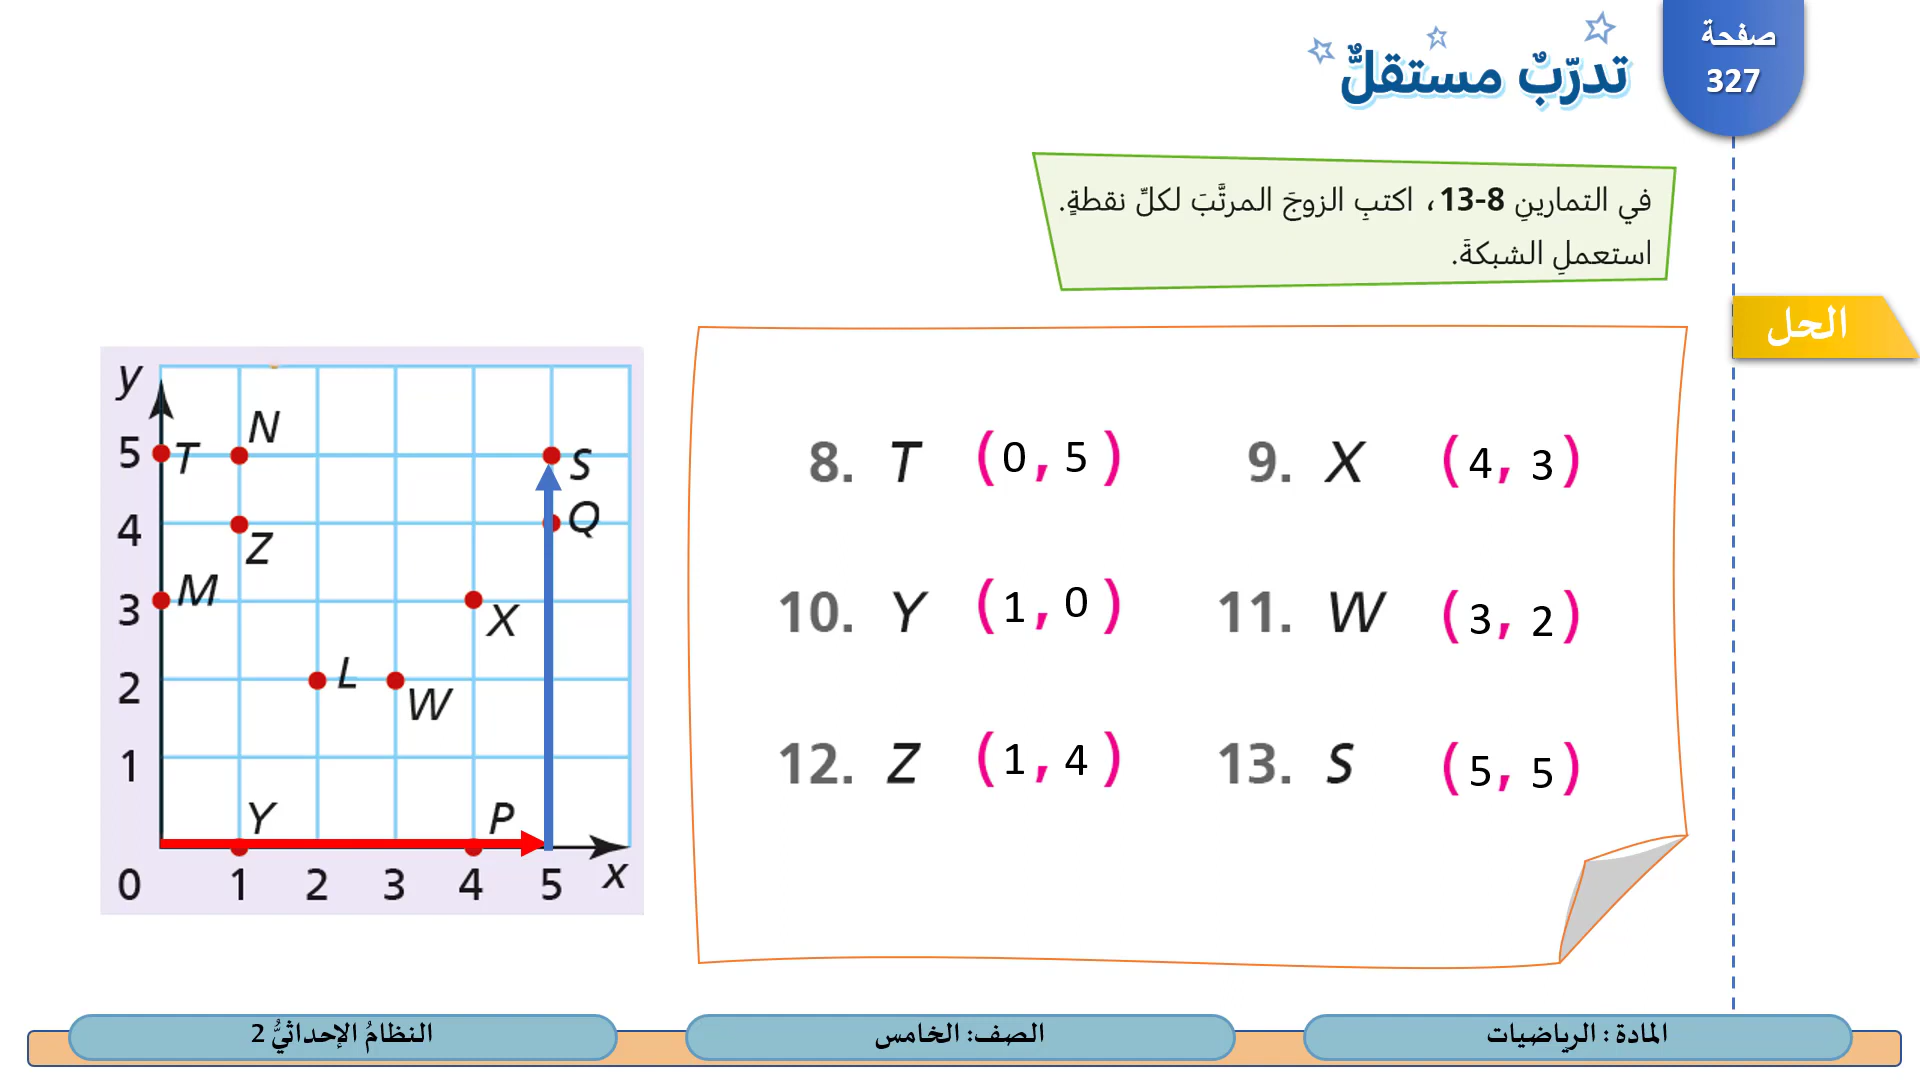 صفحة
327
تدرّبٌ مستقلٌّ
في التمارينِ 8-13، اكتبِ الزوجَ المرتَّبَ لكلِّ نقطةٍ.
استعملِ الشبكةَ.
الحل
8. T (0, 5) 9. X (4, 3)
10. Y (1, 0) 11. W (3, 2)
12. Z (1, 4) 13. S (5, 5)
y
N
5 T S
4 Z Q
3 M X
2 L W
1
Y P
0 1 2 3 4 5 x
المادة : الرياضيات
الصف: الخامس
النظامُ الإحداثيُّ 2